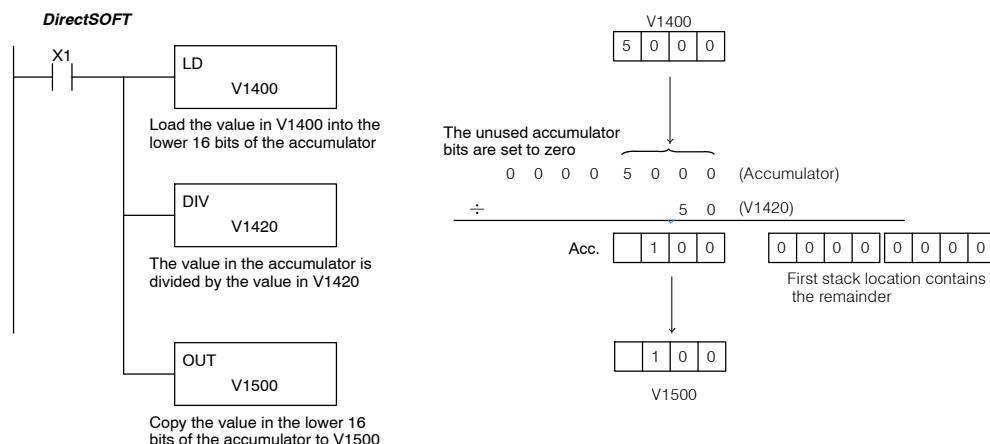 DirectSOFT
X1
LD
V1400
Load the value in V1400 into the
lower 16 bits of the accumulator
DIV
V1420
The value in the accumulator is
divided by the value in V1420
OUT
V1500
Copy the value in the lower 16
bits of the accumulator to V1500
V1400
5 0 0 0
The unused accumulator
bits are set to zero
0 0 0 0 5 0 0 0 (Accumulator)
÷ 5 0 (V1420)
Acc. 1 0 0 0 0 0 0 0 0 0 0
First stack location contains
the remainder
1 0 0
V1500